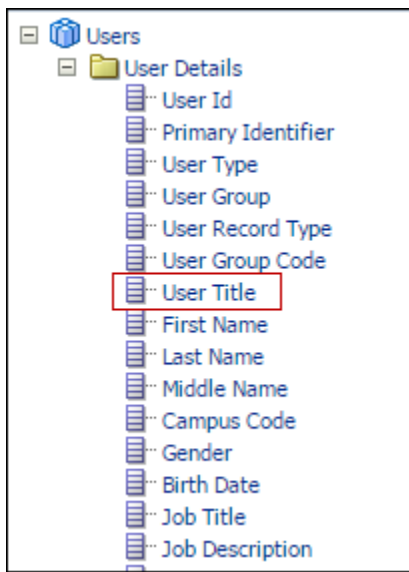 Users
User Details
User Id
Primary Identifier
User Type
User Group
User Record Type
User Group Code
User Title
First Name
Last Name
Middle Name
Campus Code
Gender
Birth Date
Job Title
Job Description